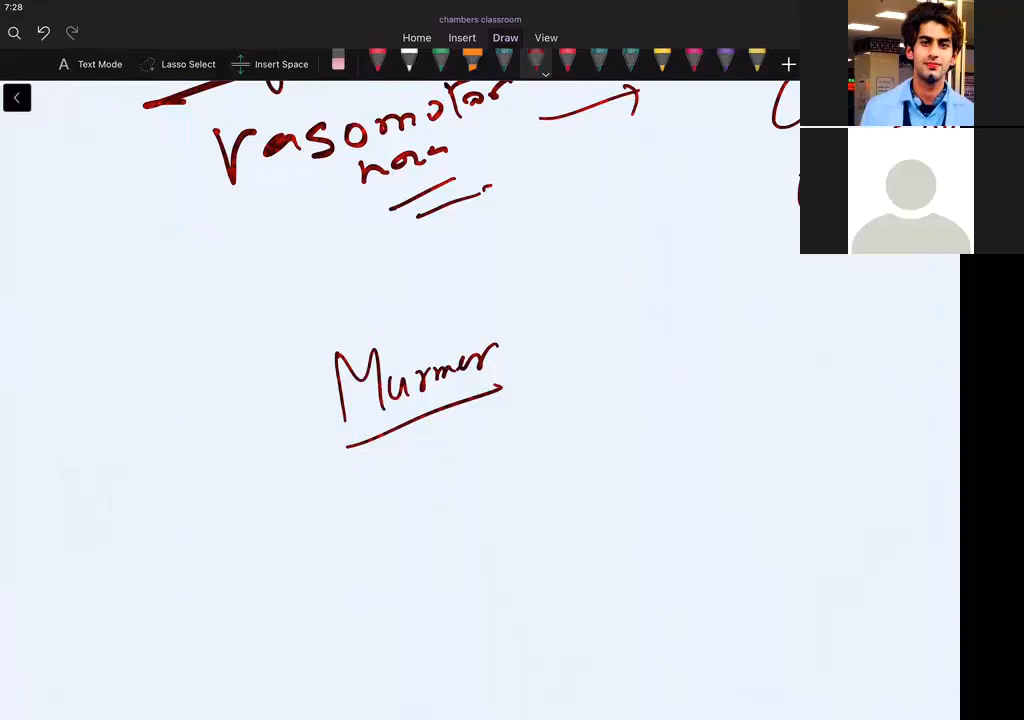 7:28
chambers classroom
Home Insert Draw View
A Text Mode Lasso Select Insert Space
vasomotor
Murmer